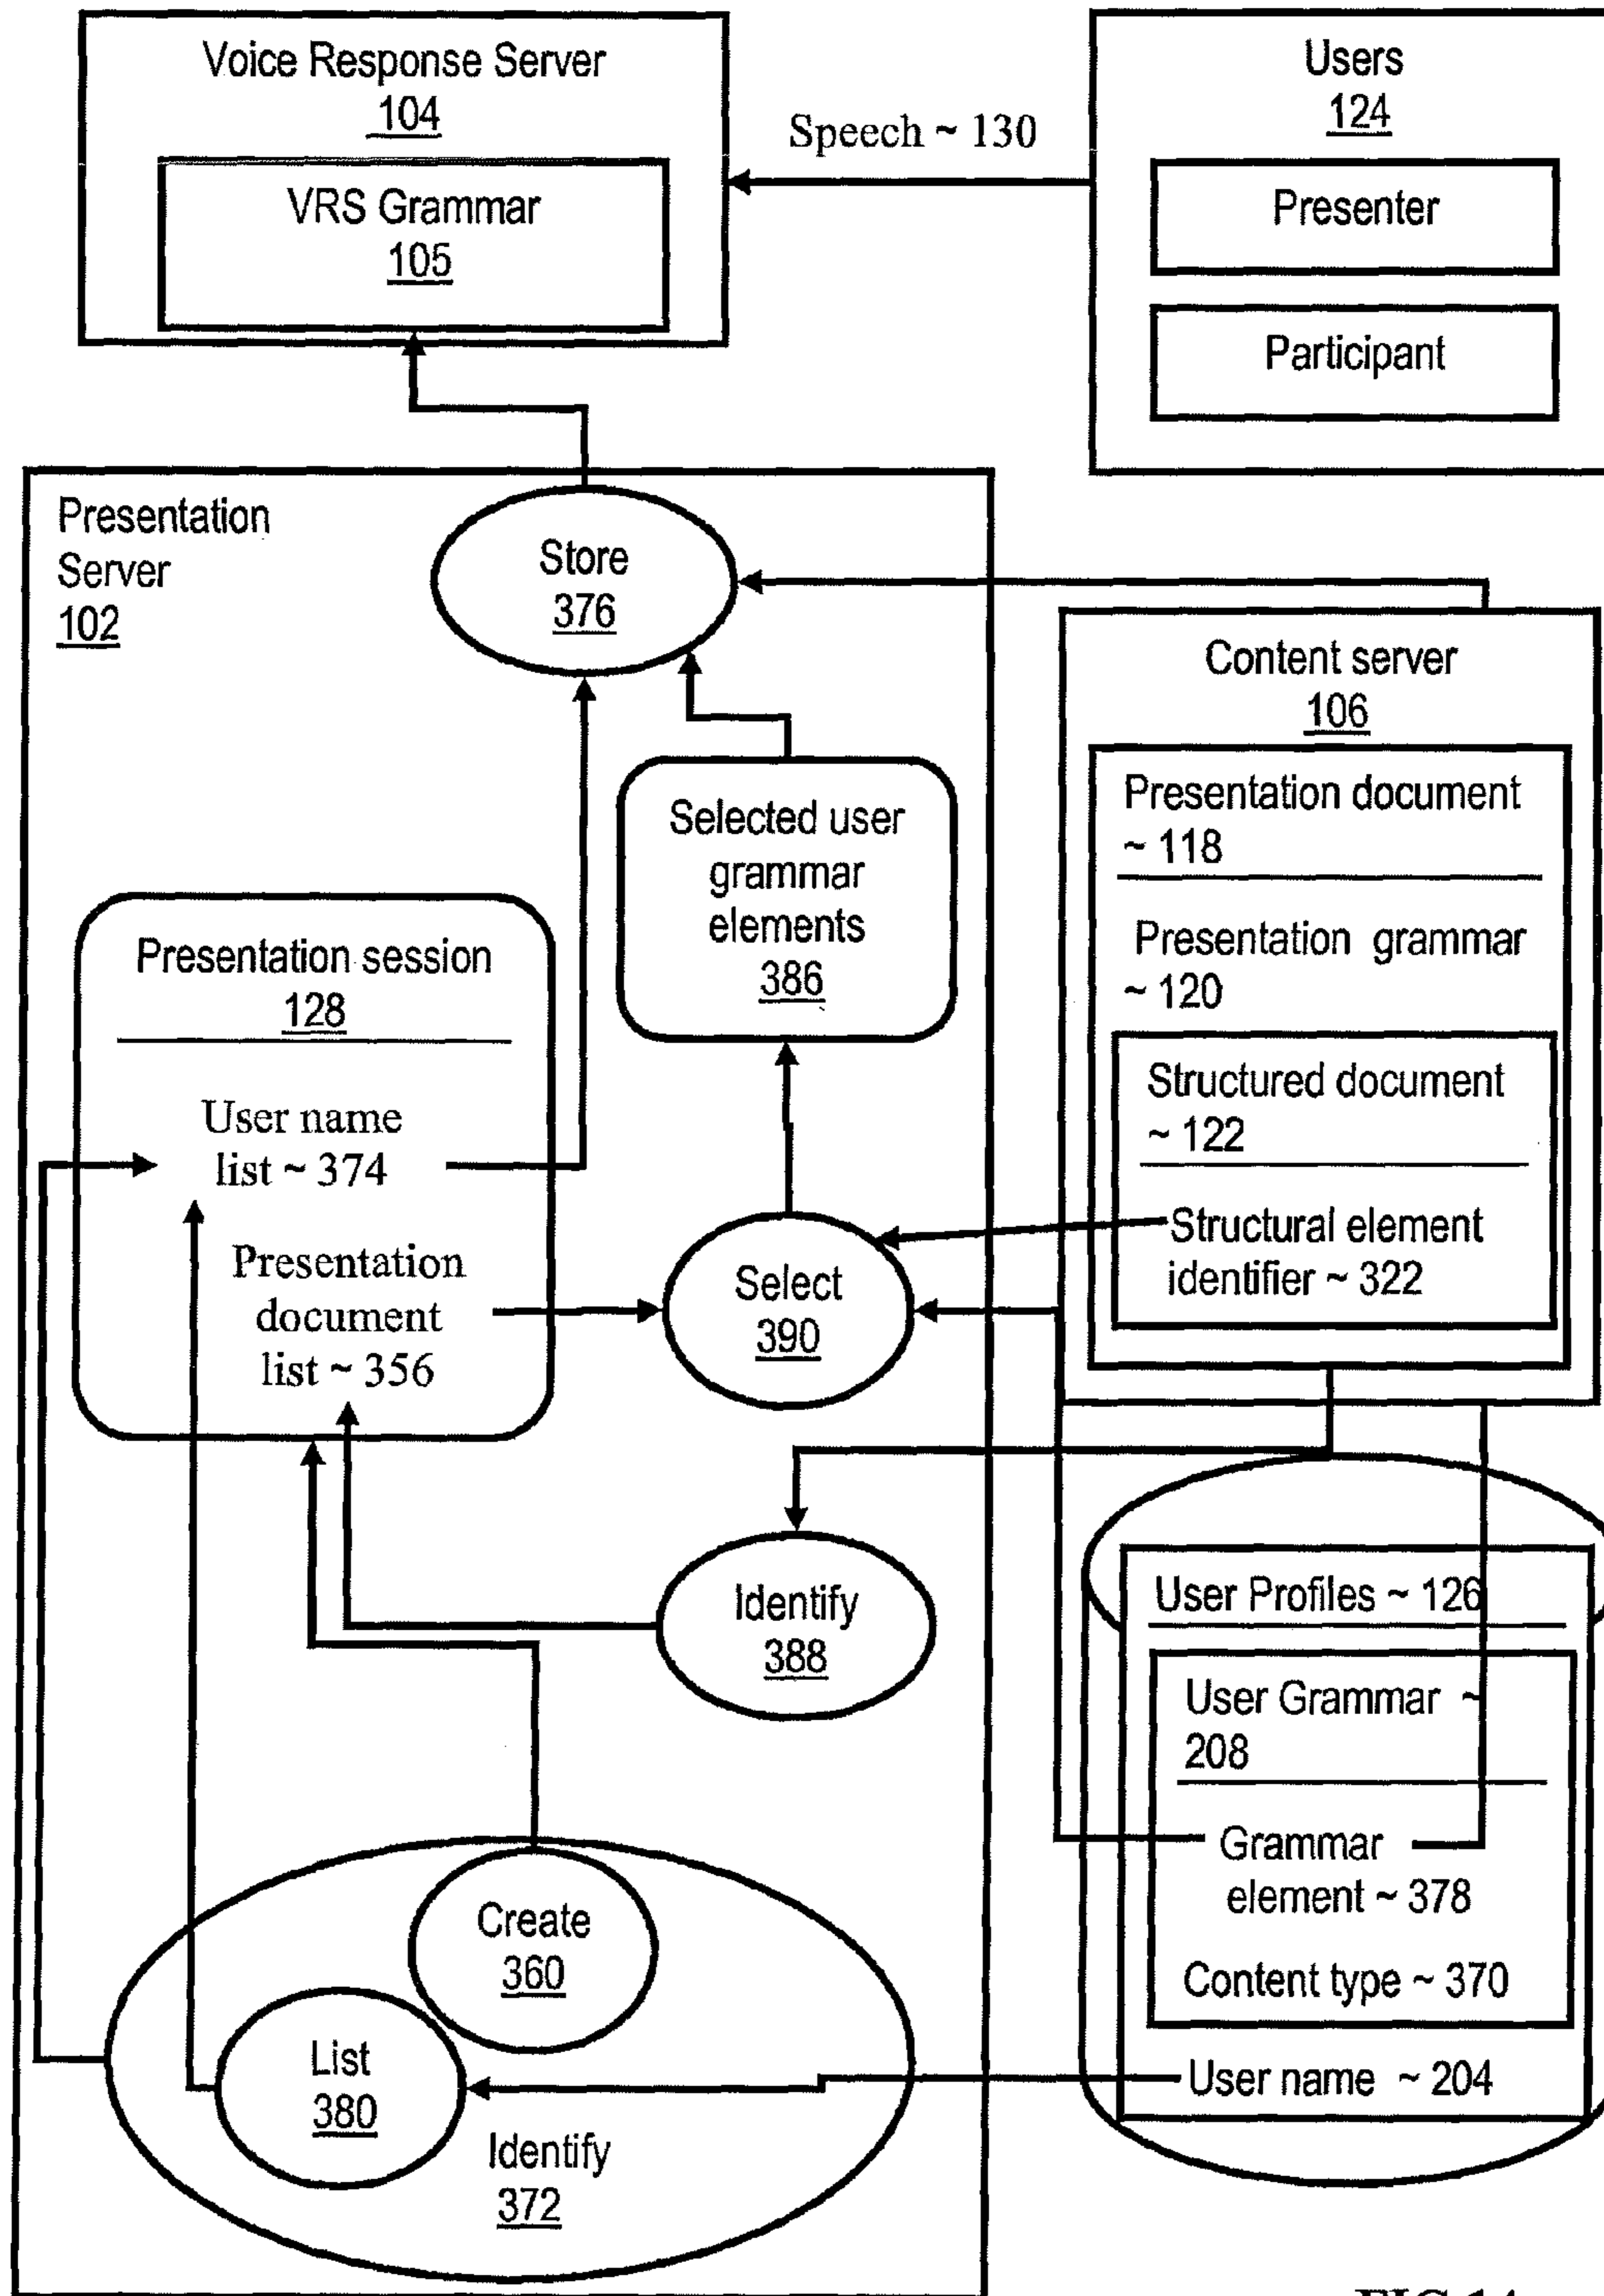 Voice Response Server
104
VRS Grammar
105
Speech ~ 130
Users
124
Presenter
Participant
Presentation
Server
102
Store
376
Content server
106
Presentation document
~ 118
Presentation grammar
~ 120
Structured document
~ 122
Structural element
identifier ~ 322
Selected user
grammar
elements
386
Presentation session
128
User name
list ~ 374
Presentation
document
list ~ 356
Select
390
Identify
388
User Profiles ~ 126
User Grammar ~
208
Grammar
element ~ 378
Content type ~ 370
User name ~ 204
Create
360
List
380
Identify
372